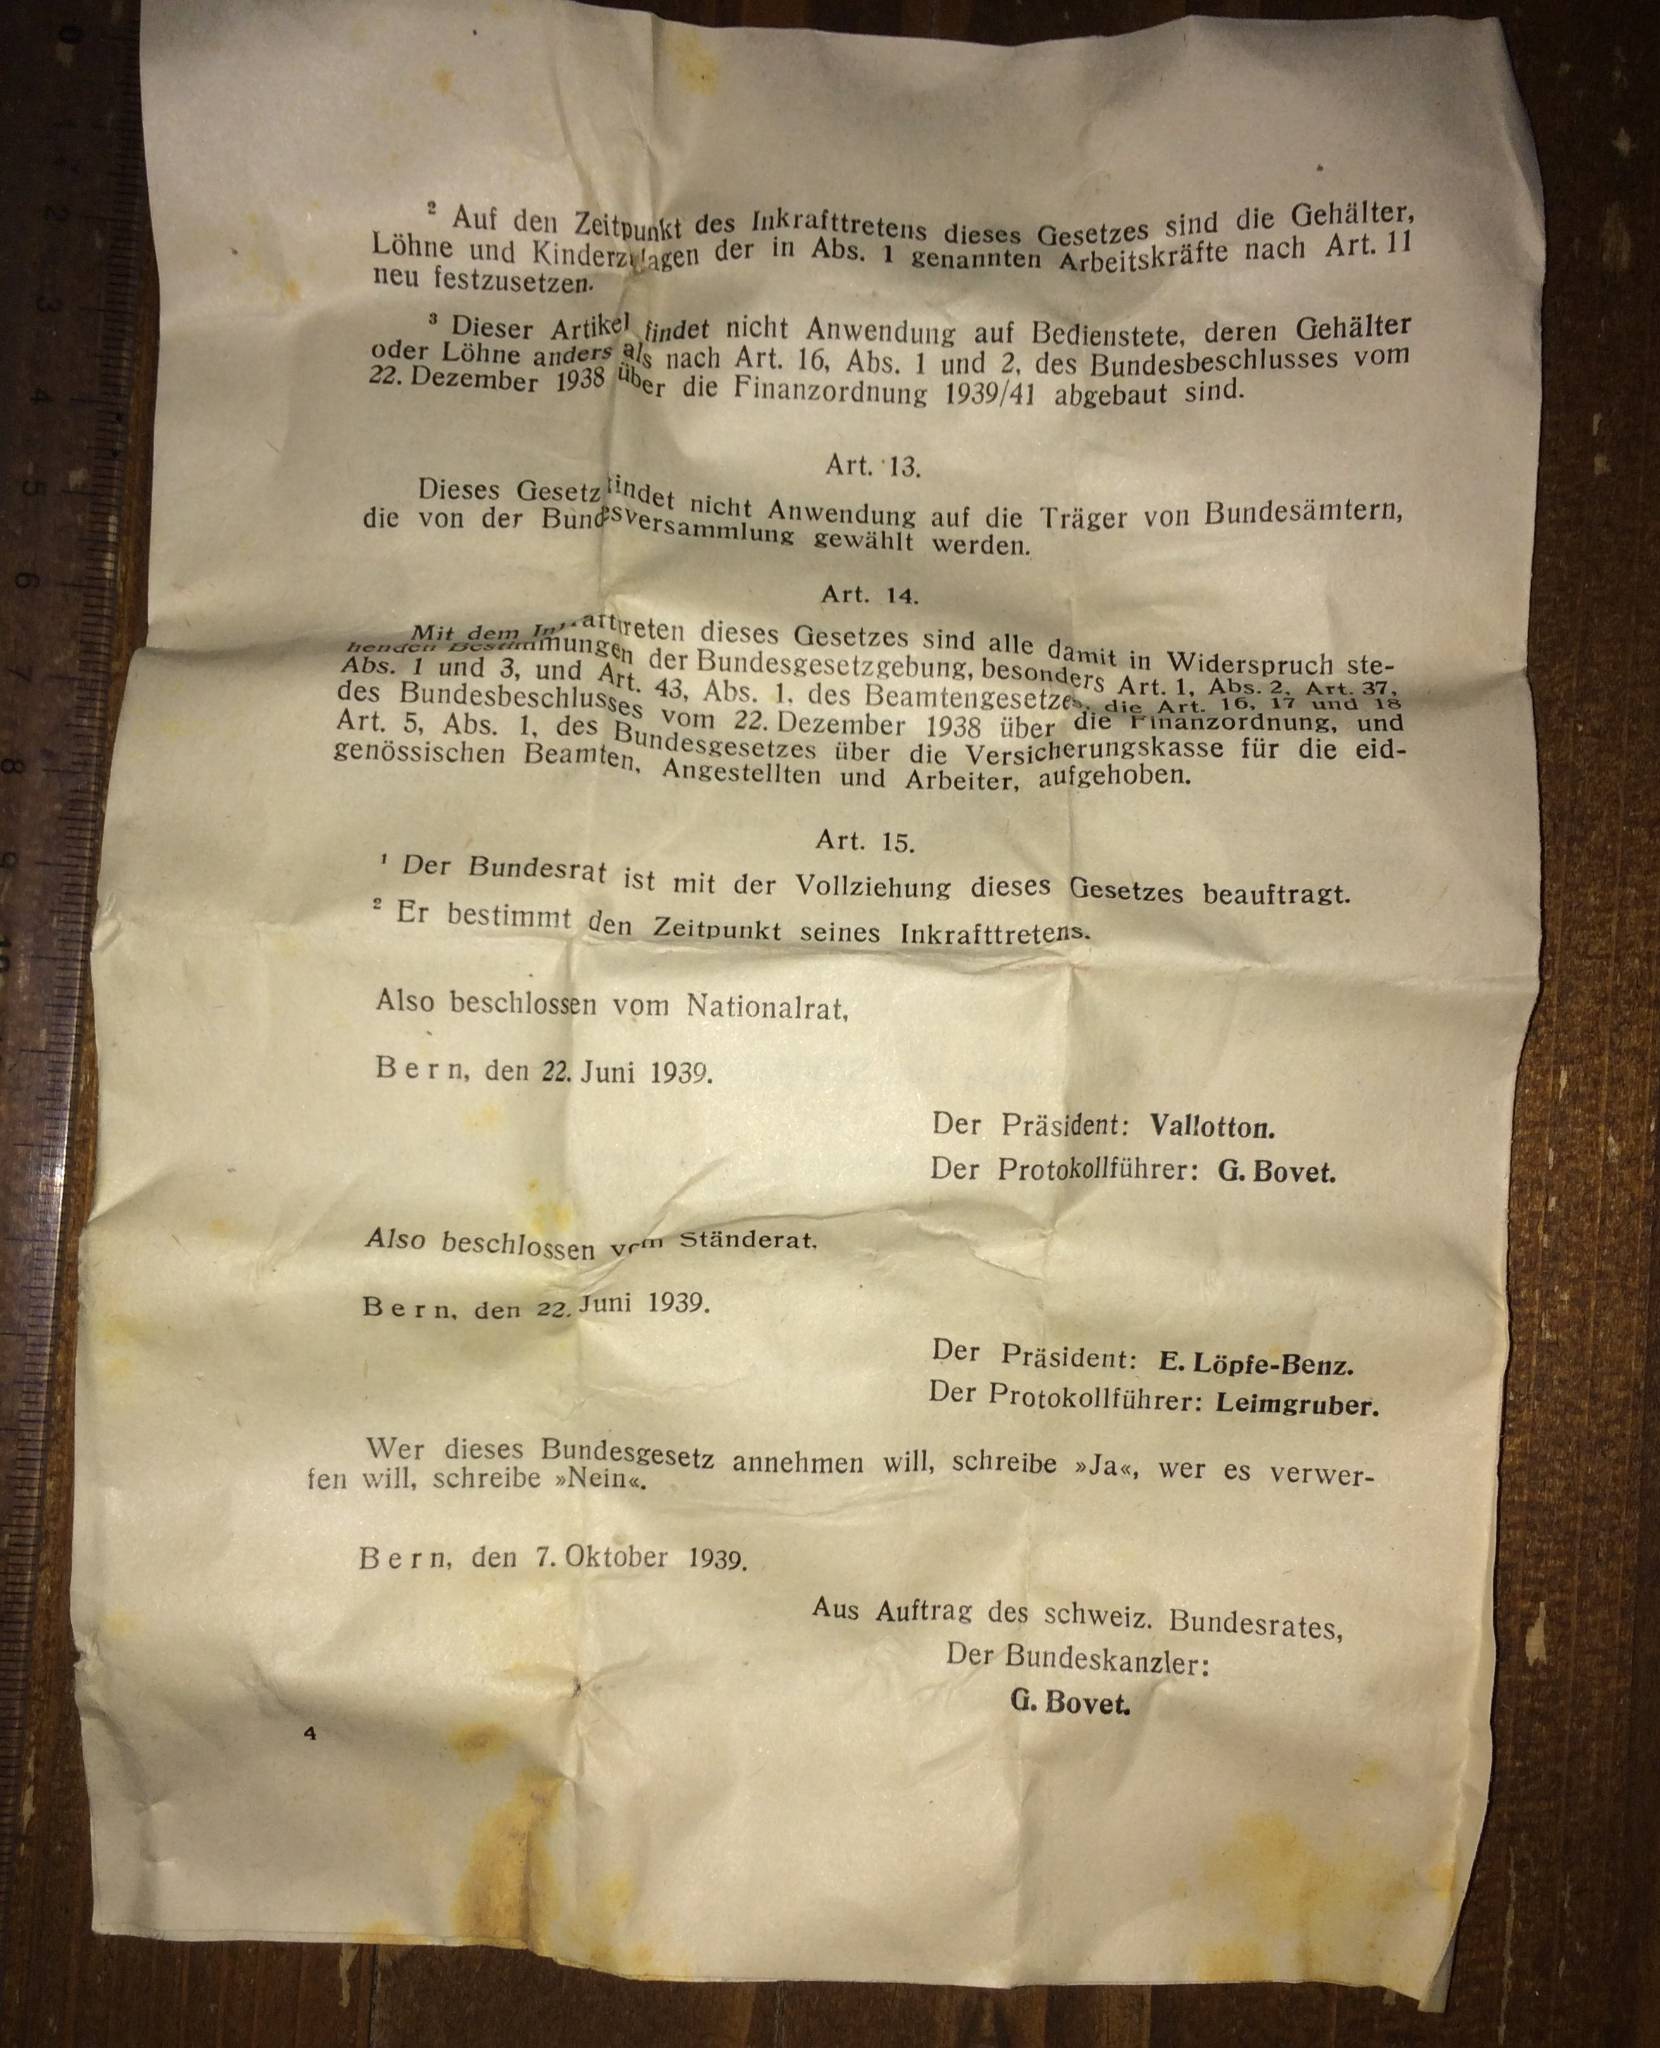 ² Auf den Zeitpunkt des Inkrafttretens dieses Gesetzes sind die Gehälter,
Löhne und Kinderzulagen der in Abs. 1 genannten Arbeitskräfte nach Art. 11
neu festzusetzen.
³ Dieser Artikel findet nicht Anwendung auf Bedienstete, deren Gehälter
oder Löhne anders als nach Art. 16, Abs. 1 und 2, des Bundesbeschlusses vom
22. Dezember 1938 über die Finanzordnung 1939/41 abgebaut sind.
Art. 13.
Dieses Gesetz findet nicht Anwendung auf die Träger von Bundesämtern,
die von der Bundesversammlung gewählt werden.
Art. 14.
Mit dem Inkrafttreten dieses Gesetzes sind alle damit in Widerspruch ste-
henden Bestimmungen der Bundesgesetzgebung, besonders Art. 1, Abs. 2, Art. 37,
Abs. 1 und 3, und Art. 43, Abs. 1, des Beamtengesetzes, die Art. 16, 17 und 18
des Bundesbeschlusses vom 22. Dezember 1938 über die Finanzordnung, und
Art. 5, Abs. 1, des Bundesgesetzes über die Versicherungskasse für die eid-
genössischen Beamten, Angestellten und Arbeiter, aufgehoben.
Art. 15.
¹ Der Bundesrat ist mit der Vollziehung dieses Gesetzes beauftragt.
² Er bestimmt den Zeitpunkt seines Inkrafttretens.
Also beschlossen vom Nationalrat,
Bern, den 22. Juni 1939.
Der Präsident: Vallotton.
Der Protokollführer: G. Bovet.
Also beschlossen vom Ständerat,
Bern, den 22. Juni 1939.
Der Präsident: E. Löpfe-Benz.
Der Protokollführer: Leimgruber.
Wer dieses Bundesgesetz annehmen will, schreibe »Ja«, wer es verwer-
fen will, schreibe »Nein«.
Bern, den 7. Oktober 1939.
Aus Auftrag des schweiz. Bundesrates,
Der Bundeskanzler:
G. Bovet.
4
0
1
2
3
4
5
6
7
8
9
10